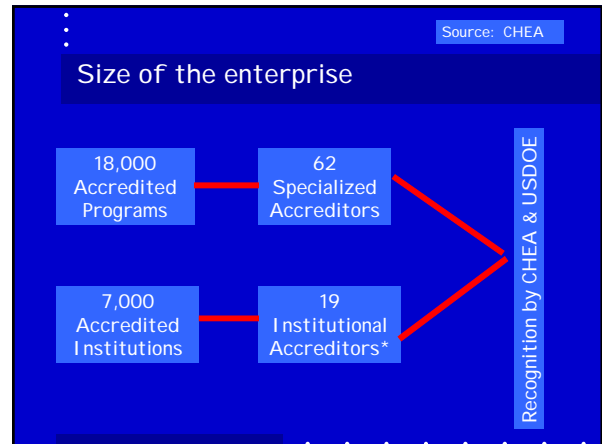 Source: CHEA
Size of the enterprise
18,000
Accredited
Programs
62
Specialized
Accreditors
7,000
Accredited
Institutions
19
Institutional
Accreditors*
Recognition by CHEA & USDOE